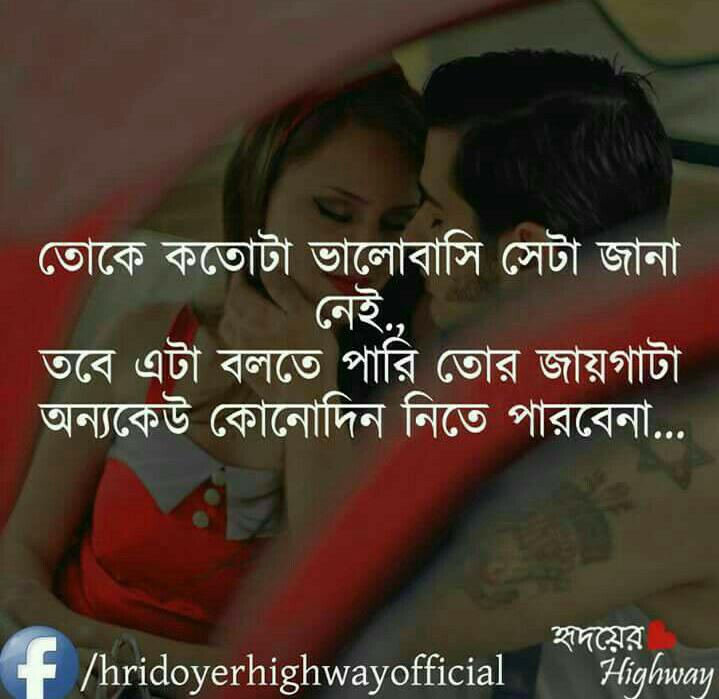 তোকে কতোটা ভালোবাসি সেটা জানা
নেই.,
তবে এটা বলতে পারি তোর জায়গাটা
অন্যকেউ কোনোদিন নিতে পারবেনা...
হৃদয়ের
Highway
f /hridoyerhighwayofficial